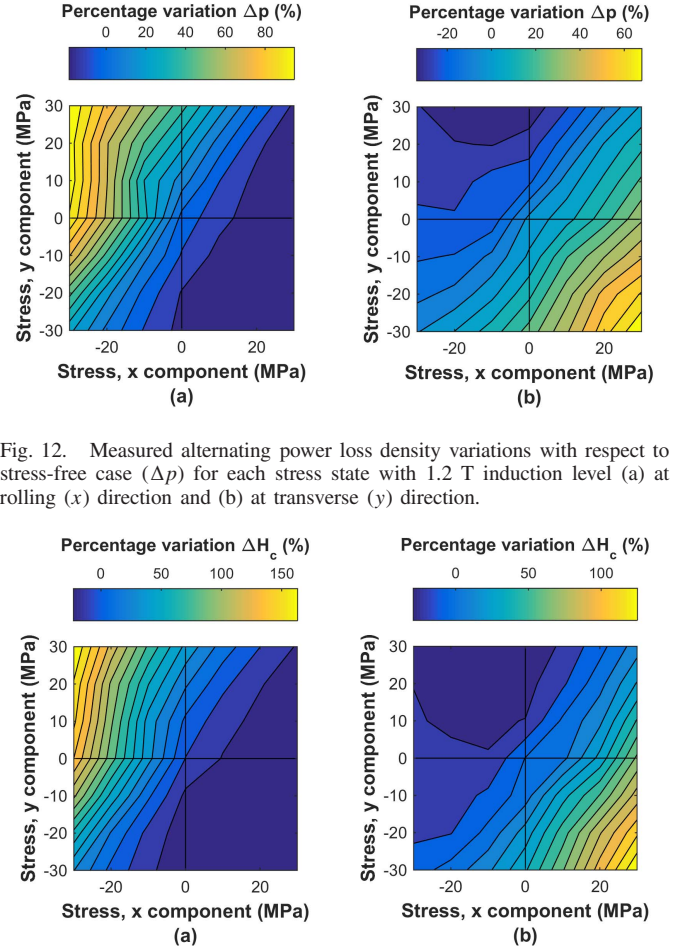 Percentage variation Δp (%)
0 20 40 60 80
30
20
10
0
-10
-20
-30
Stress, y component (MPa)
-20 0 20
Stress, x component (MPa)
(a)
Percentage variation Δp (%)
-20 0 20 40 60
30
20
10
0
-10
-20
-30
Stress, y component (MPa)
-20 0 20
Stress, x component (MPa)
(b)
Fig. 12. Measured alternating power loss density variations with respect to
stress-free case (Δp) for each stress state with 1.2 T induction level (a) at
rolling (x) direction and (b) at transverse (y) direction.
Percentage variation ΔH_c (%)
0 50 100 150
30
20
10
0
-10
-20
-30
Stress, y component (MPa)
-20 0 20
Stress, x component (MPa)
(a)
Percentage variation ΔH_c (%)
0 50 100
30
20
10
0
-10
-20
-30
Stress, y component (MPa)
-20 0 20
Stress, x component (MPa)
(b)